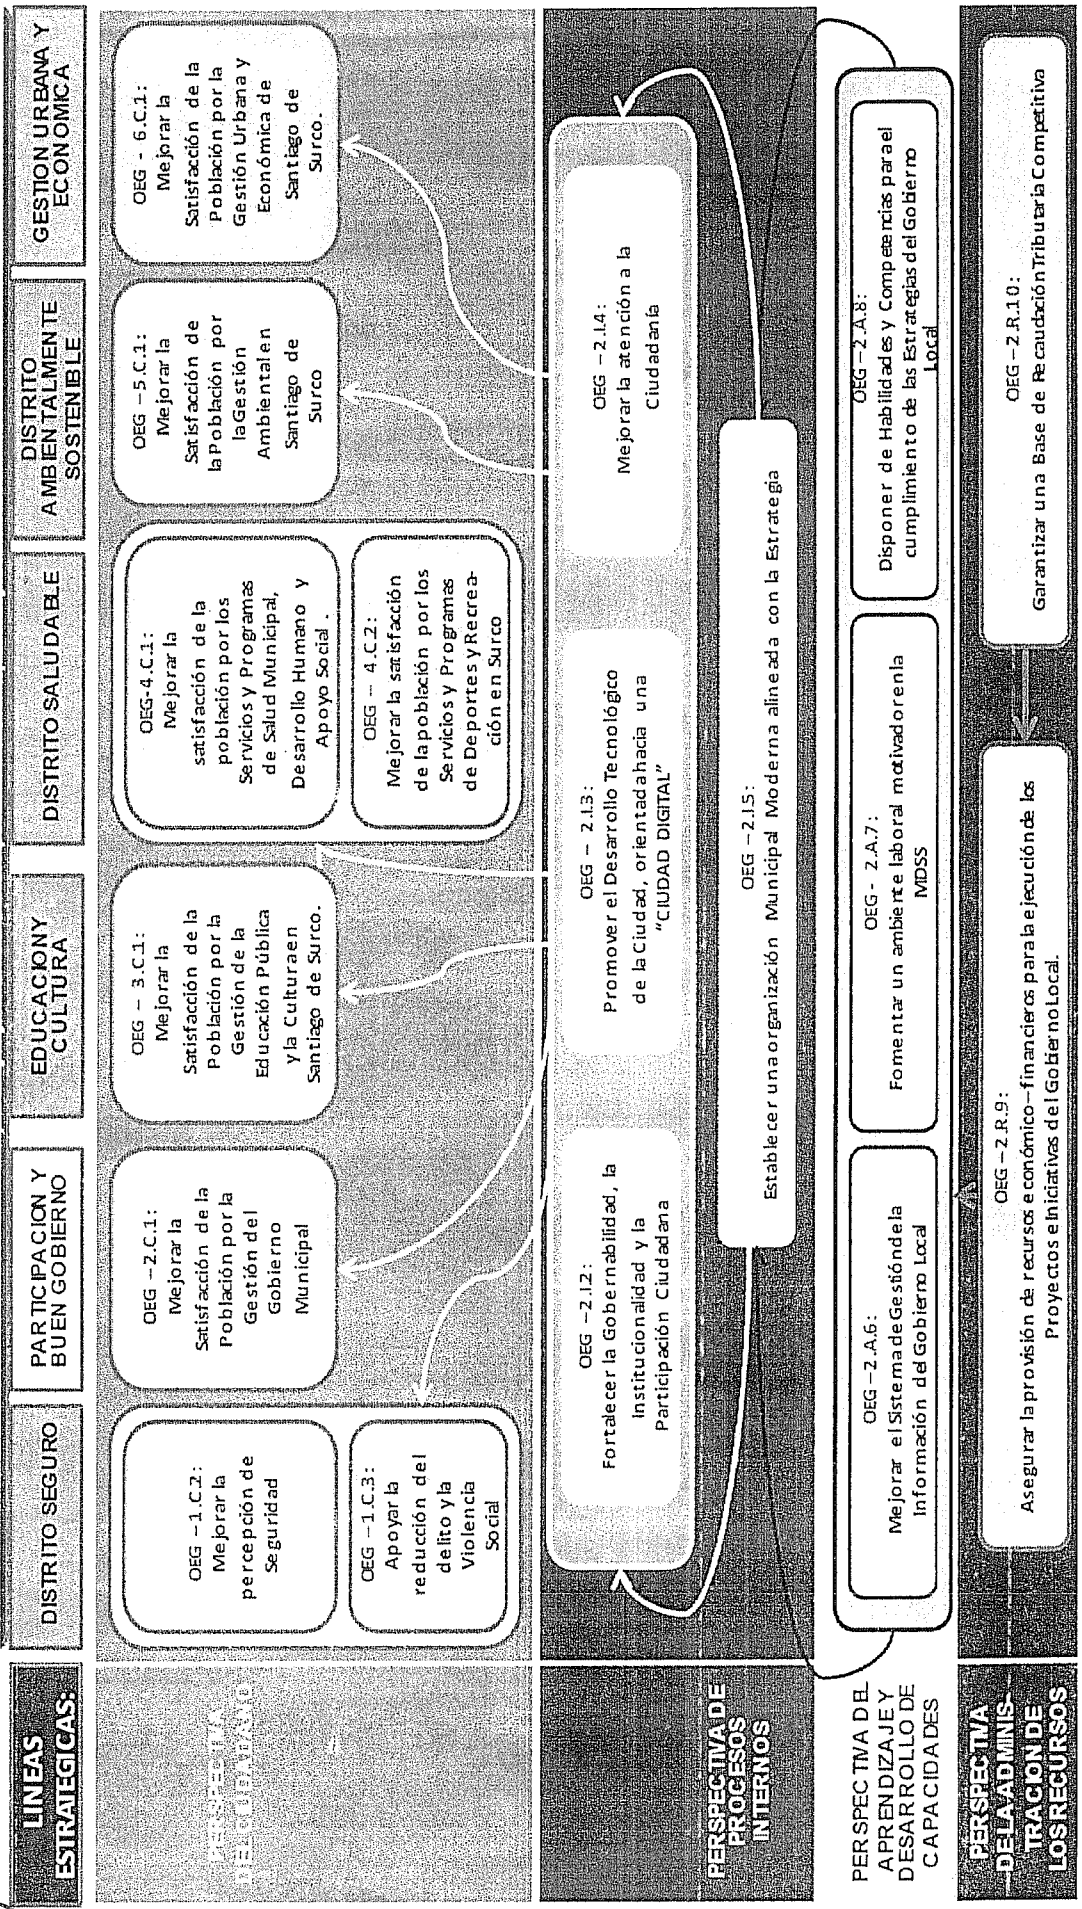 LINEAS
ESTRATEGICAS:
DISTRITO SEGURO
PARTICIPACION Y
BUEN GOBIERNO
EDUCACION Y
CULTURA
DISTRITO SALUDABLE
DISTRITO
AMBIENTALMENTE
SOSTENIBLE
GESTION URBANA Y
ECONOMICA
PERSPECTIVA
DEL CIUDADANO
OEG – 1.C.2:
Mejorar la
percepción de
Seguridad
OEG – 1.C.3:
Apoyar la
reducción del
delito y la
Violencia
Social
OEG – 2.C.1:
Mejorar la
Satisfacción de la
Población por la
Gestión del
Gobierno
Municipal
OEG – 3.C.1:
Mejorar la
Satisfacción de la
Población por la
Gestión de la
Educación Pública
y la Cultura en
Santiago de Surco.
OEG-4.C.1:
Mejorar la
satisfacción de la
población por los
Servicios y Programas
de Salud Municipal,
Desarrollo Humano y
Apoyo Social.
OEG – 4.C.2:
Mejorar la satisfacción
de la población por los
Servicios y Programas
de Deportes y Recrea-
ción en Surco
OEG – 5.C.1:
Mejorar la
Satisfacción de
la Población por
la Gestión
Ambiental en
Santiago de
Surco
OEG - 6.C.1:
Mejorar la
Satisfacción de la
Población por la
Gestión Urbana y
Económica de
Santiago de
Surco.
PERSPECTIVA DE
PROCESOS
INTERNOS
OEG – 2.I.2:
Fortalecer la Gobernabilidad, la
Institucionalidad y la
Participación Ciudadana
OEG – 2.I.3:
Promover el Desarrollo Tecnológico
de la Ciudad, orientada hacia una
"CIUDAD DIGITAL"
OEG – 2.I.4:
Mejorar la atención a la
Ciudadanía
OEG – 2.I.5:
Establecer una organización Municipal Moderna alineada con la Estrategia
PERSPECTIVA DEL
APRENDIZAJE Y
DESARROLLO DE
CAPACIDADES
OEG – 2.A.6:
Mejorar el Sistema de Gestión de la
Información del Gobierno Local
OEG - 2.A.7:
Fomentar un ambiente laboral motivador en la
MDSS
OEG – 2.A.8:
Disponer de Habilidades y Competencias para el
cumplimiento de las Estrategias del Gobierno
Local
PERSPECTIVA
DE LA ADMINIS-
TRACION DE
LOS RECURSOS
OEG – 2.R.9:
Asegurar la provisión de recursos económico – financieros para la ejecución de los
Proyectos e Iniciativas del Gobierno Local.
OEG – 2.R.10:
Garantizar una Base de Recaudación Tributaria Competitiva